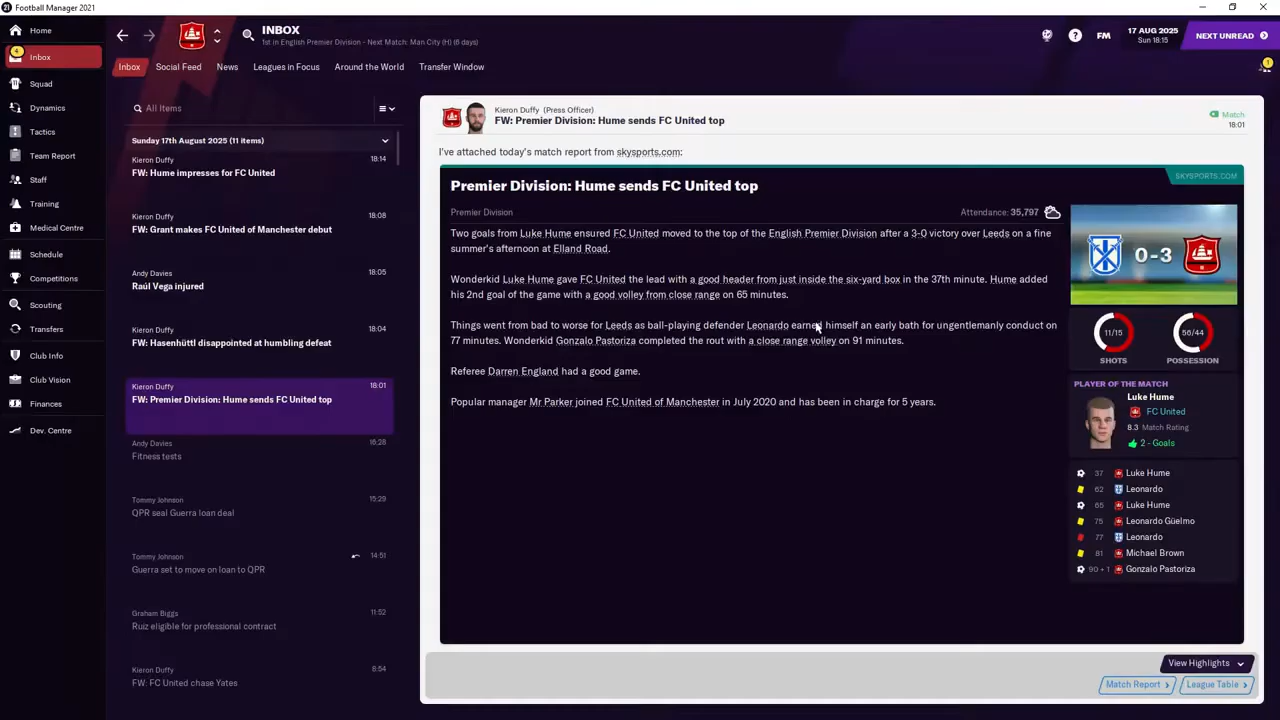 Football Manager 2021
Home
4
Inbox
Squad
Dynamics
Tactics
Team Report
Staff
Training
Medical Centre
Schedule
Competitions
Scouting
Transfers
Club Info
Club Vision
Finances
Dev. Centre
INBOX
1st in English Premier Division - Next Match: Man City (H) (6 days)
FM
17 AUG 2025
Sun 18:15
NEXT UNREAD
1
Inbox
Social Feed
News
Leagues in Focus
Around the World
Transfer Window
All Items
Sunday 17th August 2025 (11 items)
Kieron Duffy 18:14
FW: Hume impresses for FC United
Kieron Duffy 18:08
FW: Grant makes FC United of Manchester debut
Andy Davies 18:05
Raúl Vega injured
Kieron Duffy 18:04
FW: Hasenhüttl disappointed at humbling defeat
Kieron Duffy 18:01
FW: Premier Division: Hume sends FC United top
Andy Davies 16:28
Fitness tests
Tommy Johnson 15:29
QPR seal Guerra loan deal
Tommy Johnson 14:51
Guerra set to move on loan to QPR
Graham Biggs 11:52
Ruiz eligible for professional contract
Kieron Duffy 8:54
FW: FC United chase Yates
Kieron Duffy (Press Officer)
FW: Premier Division: Hume sends FC United top
Match
18:01
I've attached today's match report from skysports.com:
SKYSPORTS.COM
Premier Division: Hume sends FC United top
Premier Division
Attendance: 35,797
Two goals from Luke Hume ensured FC United moved to the top of the English Premier Division after a 3-0 victory over Leeds on a fine
summer's afternoon at Elland Road.
Wonderkid Luke Hume gave FC United the lead with a good header from just inside the six-yard box in the 37th minute. Hume added
his 2nd goal of the game with a good volley from close range on 65 minutes.
Things went from bad to worse for Leeds as ball-playing defender Leonardo earned himself an early bath for ungentlemanly conduct on
77 minutes. Wonderkid Gonzalo Pastoriza completed the rout with a close range volley on 91 minutes.
Referee Darren England had a good game.
Popular manager Mr Parker joined FC United of Manchester in July 2020 and has been in charge for 5 years.
0-3
11/15
SHOTS
56/44
POSSESSION
PLAYER OF THE MATCH
Luke Hume
FC United
8.3 Match Rating
2 - Goals
37 Luke Hume
62 Leonardo
65 Luke Hume
75 Leonardo Güelmo
77 Leonardo
81 Michael Brown
90 + 1 Gonzalo Pastoriza
View Highlights
Match Report
League Table